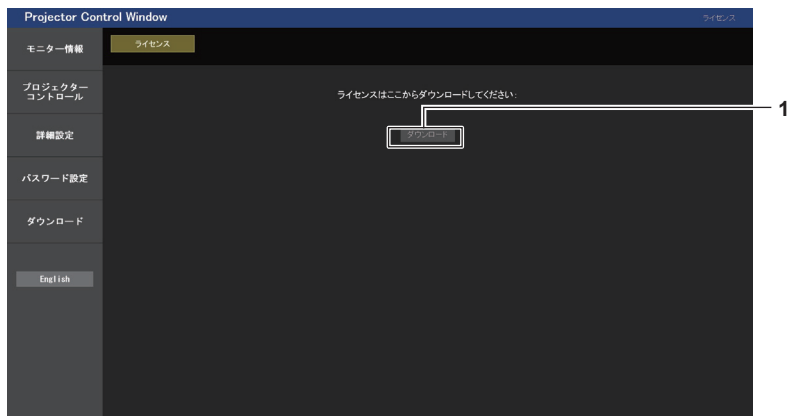 Projector Control Window
ライセンス
モニター情報
ライセンス
プロジェクター
コントロール
ライセンスはここからダウンロードしてください:
ダウンロード
1
詳細設定
パスワード設定
ダウンロード
English